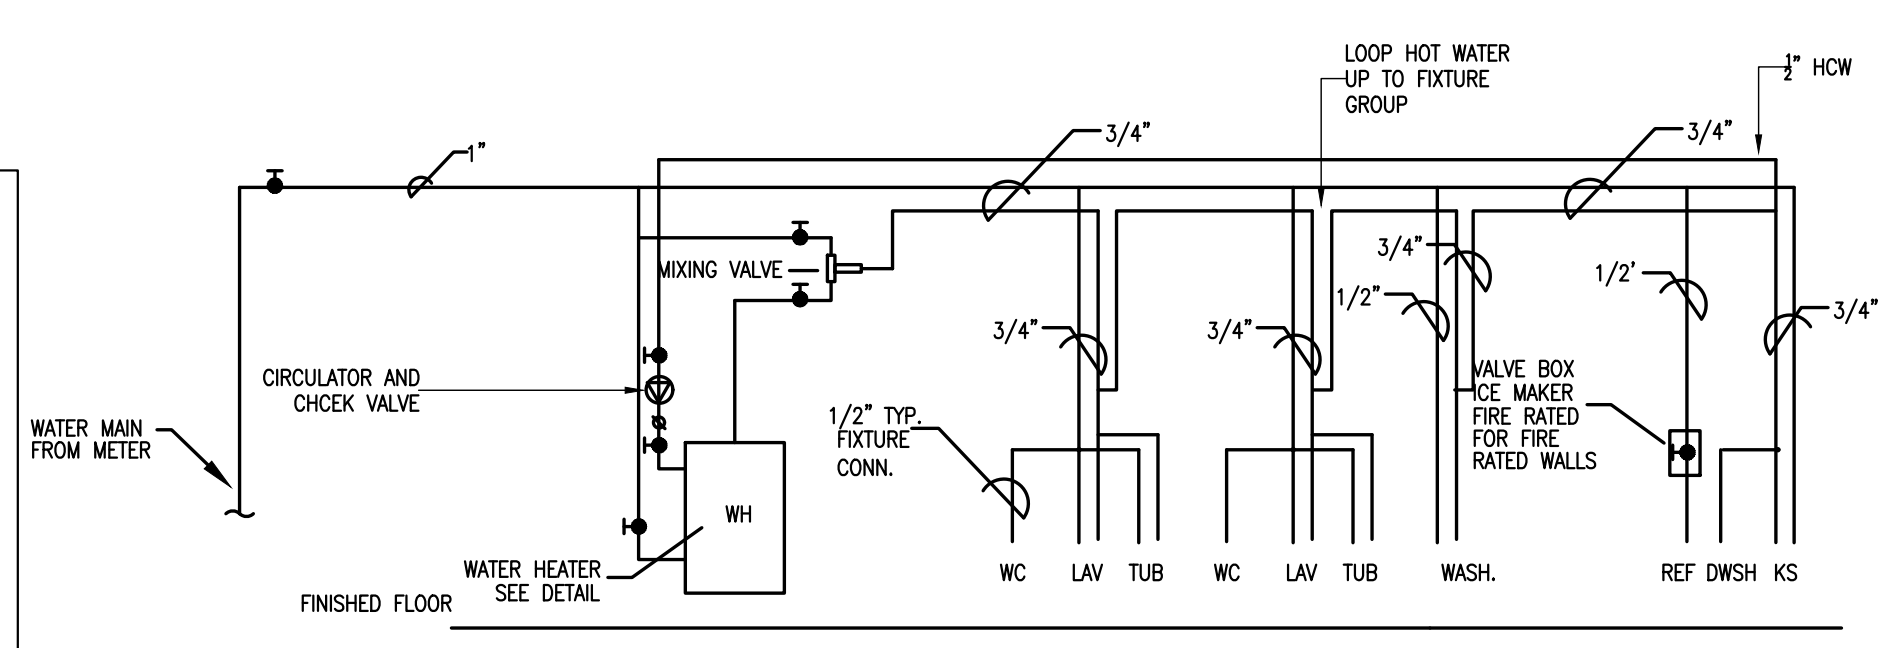 LOOP HOT WATER
UP TO FIXTURE
GROUP
1/2" HCW
1"
3/4"
3/4"
MIXING VALVE
3/4"
1/2"
1/2'
3/4"
3/4"
3/4"
CIRCULATOR AND
CHCEK VALVE
WATER MAIN
FROM METER
1/2" TYP.
FIXTURE
CONN.
VALVE BOX
ICE MAKER
FIRE RATED
FOR FIRE
RATED WALLS
WH
WATER HEATER
SEE DETAIL
WC LAV TUB WC LAV TUB WASH. REF DWSH KS
FINISHED FLOOR